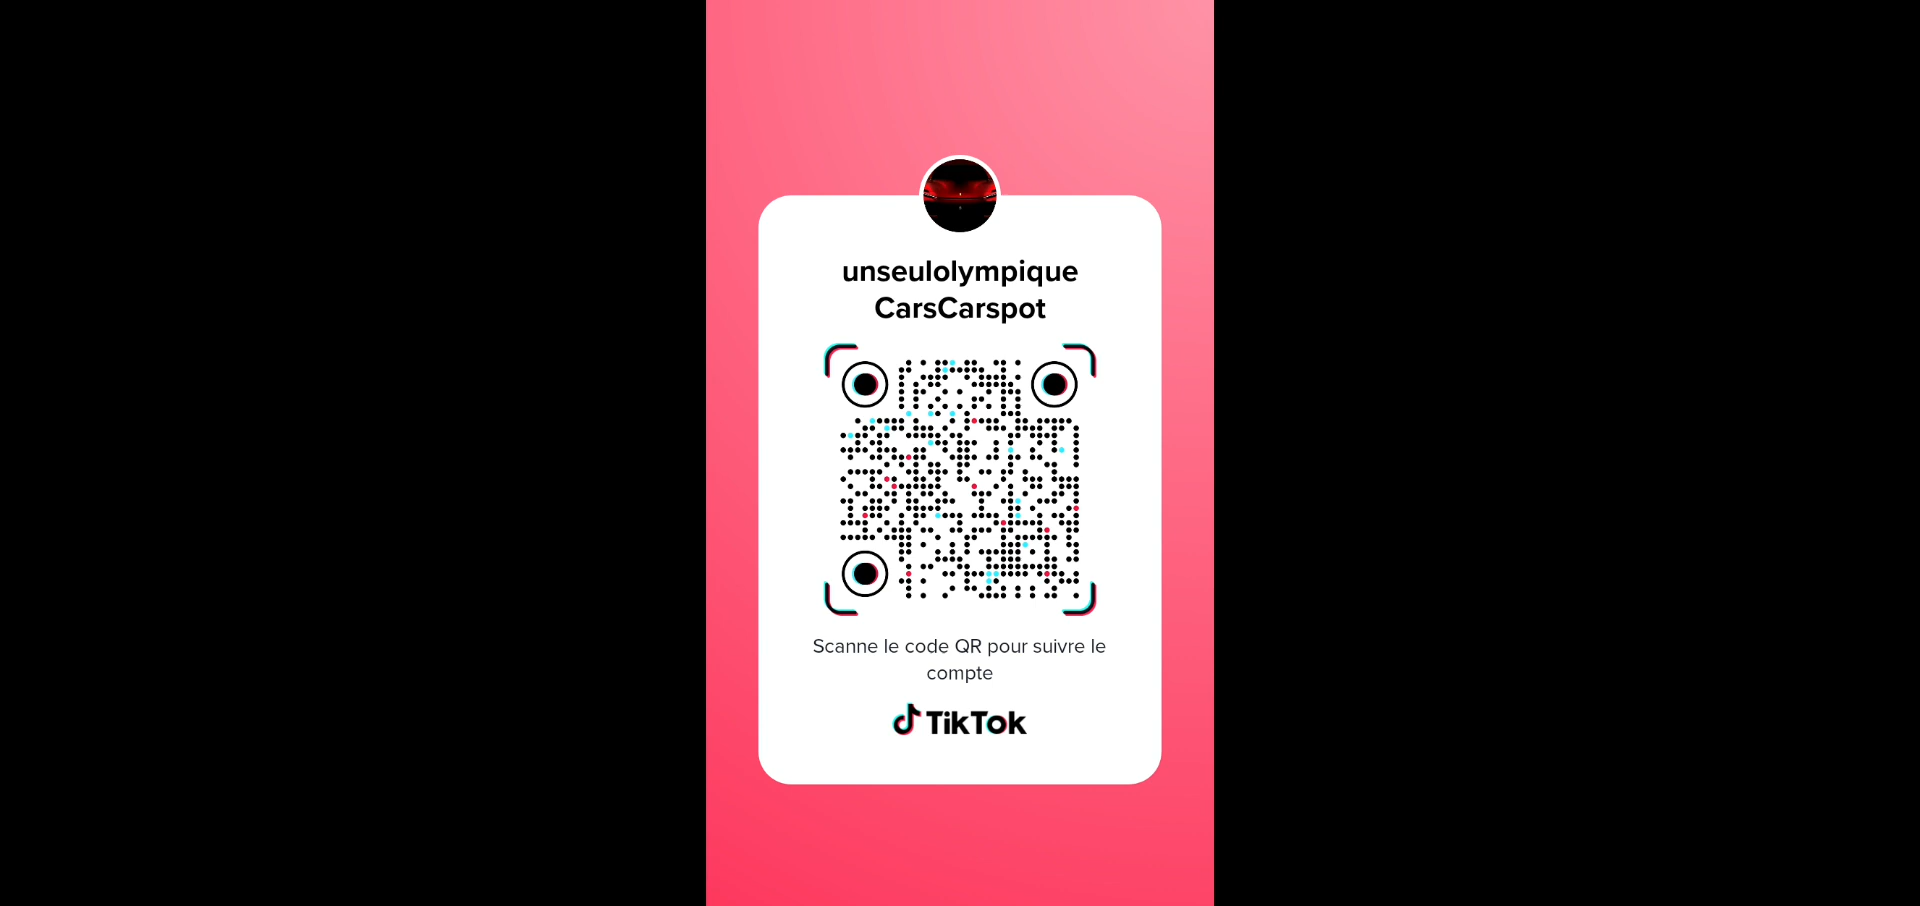 unseulolympique
CarsCarspot
Scanne le code QR pour suivre le
compte
TikTok